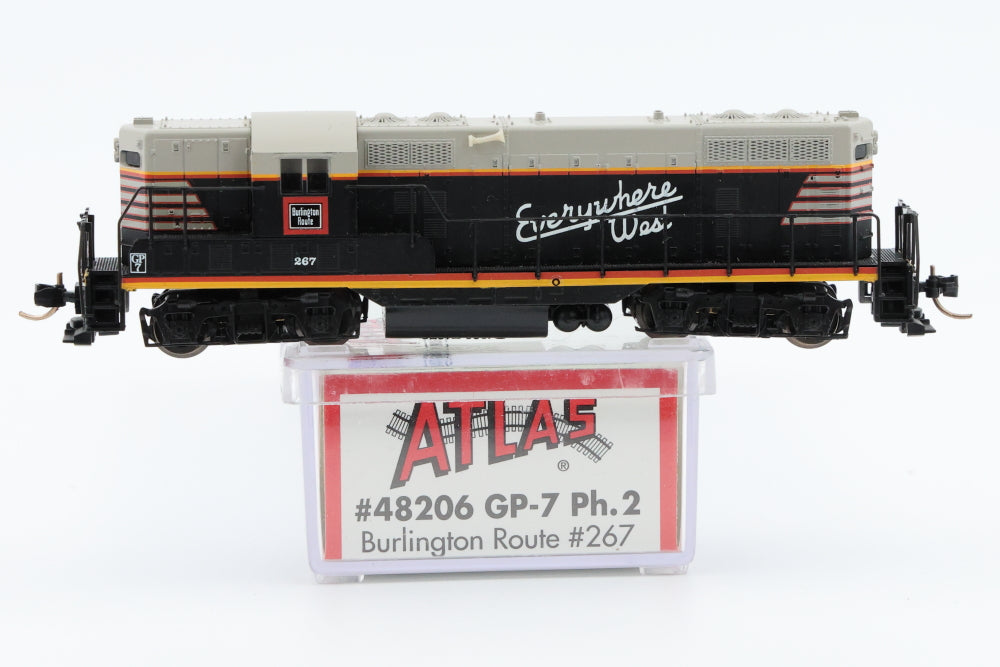 Everywhere
West
Burlington
Route
GP
7
267
ATLAS
®
#48206 GP-7 Ph.2
Burlington Route #267